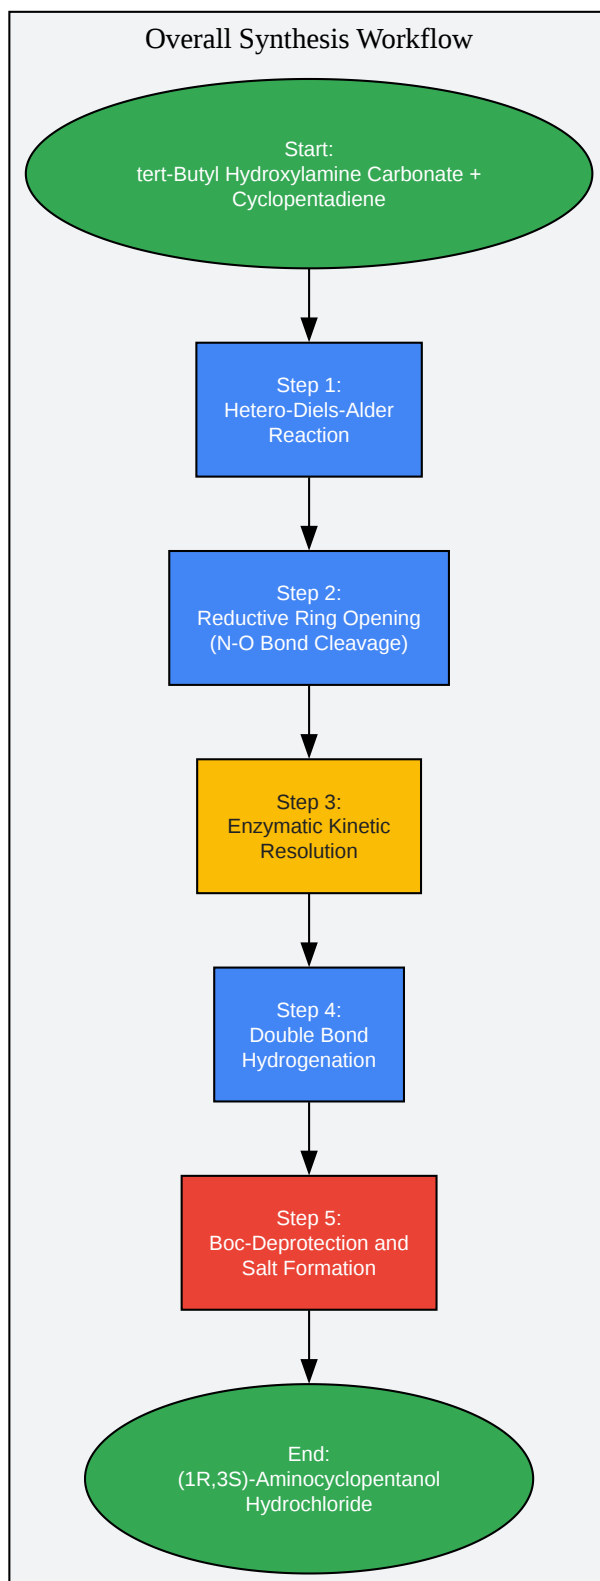 Overall Synthesis Workflow
Start:
tert-Butyl Hydroxylamine Carbonate +
Cyclopentadiene
Step 1:
Hetero-Diels-Alder
Reaction
Step 2:
Reductive Ring Opening
(N-O Bond Cleavage)
Step 3:
Enzymatic Kinetic
Resolution
Step 4:
Double Bond
Hydrogenation
Step 5:
Boc-Deprotection and
Salt Formation
End:
(1R,3S)-Aminocyclopentanol
Hydrochloride